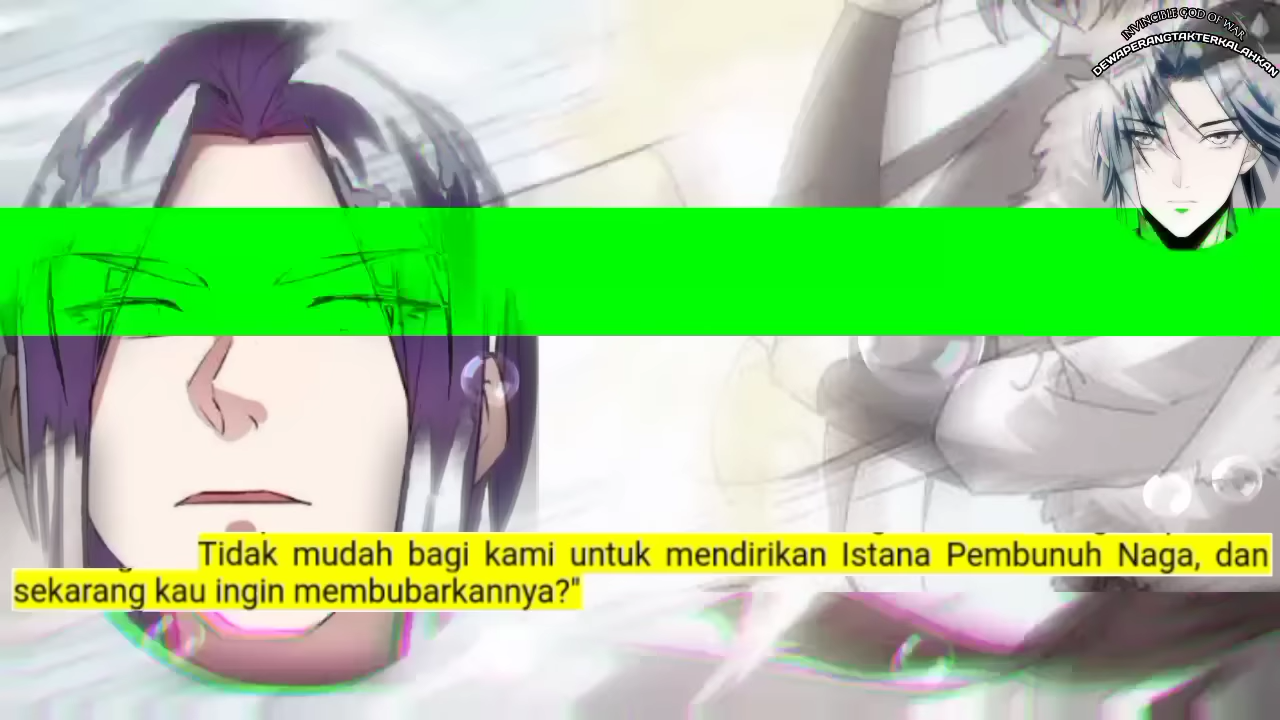 INVINCIBLE GOD OF WAR
DEWAPERANGTAKTERKALAHKAN
Tidak mudah bagi kami untuk mendirikan Istana Pembunuh Naga, dan
sekarang kau ingin membubarkannya?"